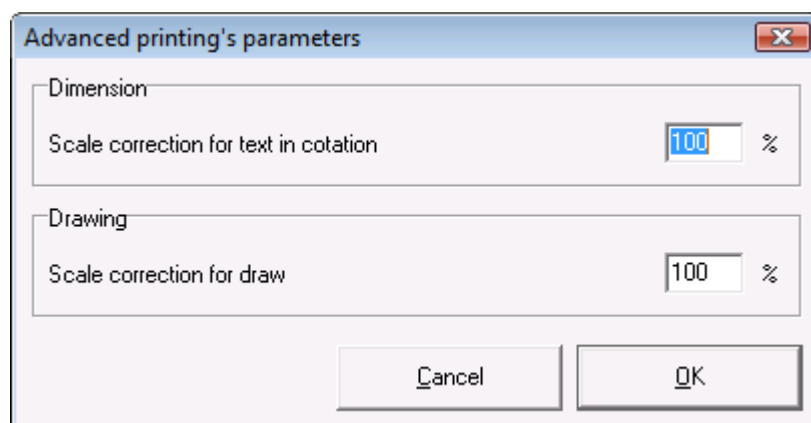 Advanced printing's parameters
Dimension
Scale correction for text in cotation 100 %
Drawing
Scale correction for draw 100 %
Cancel OK